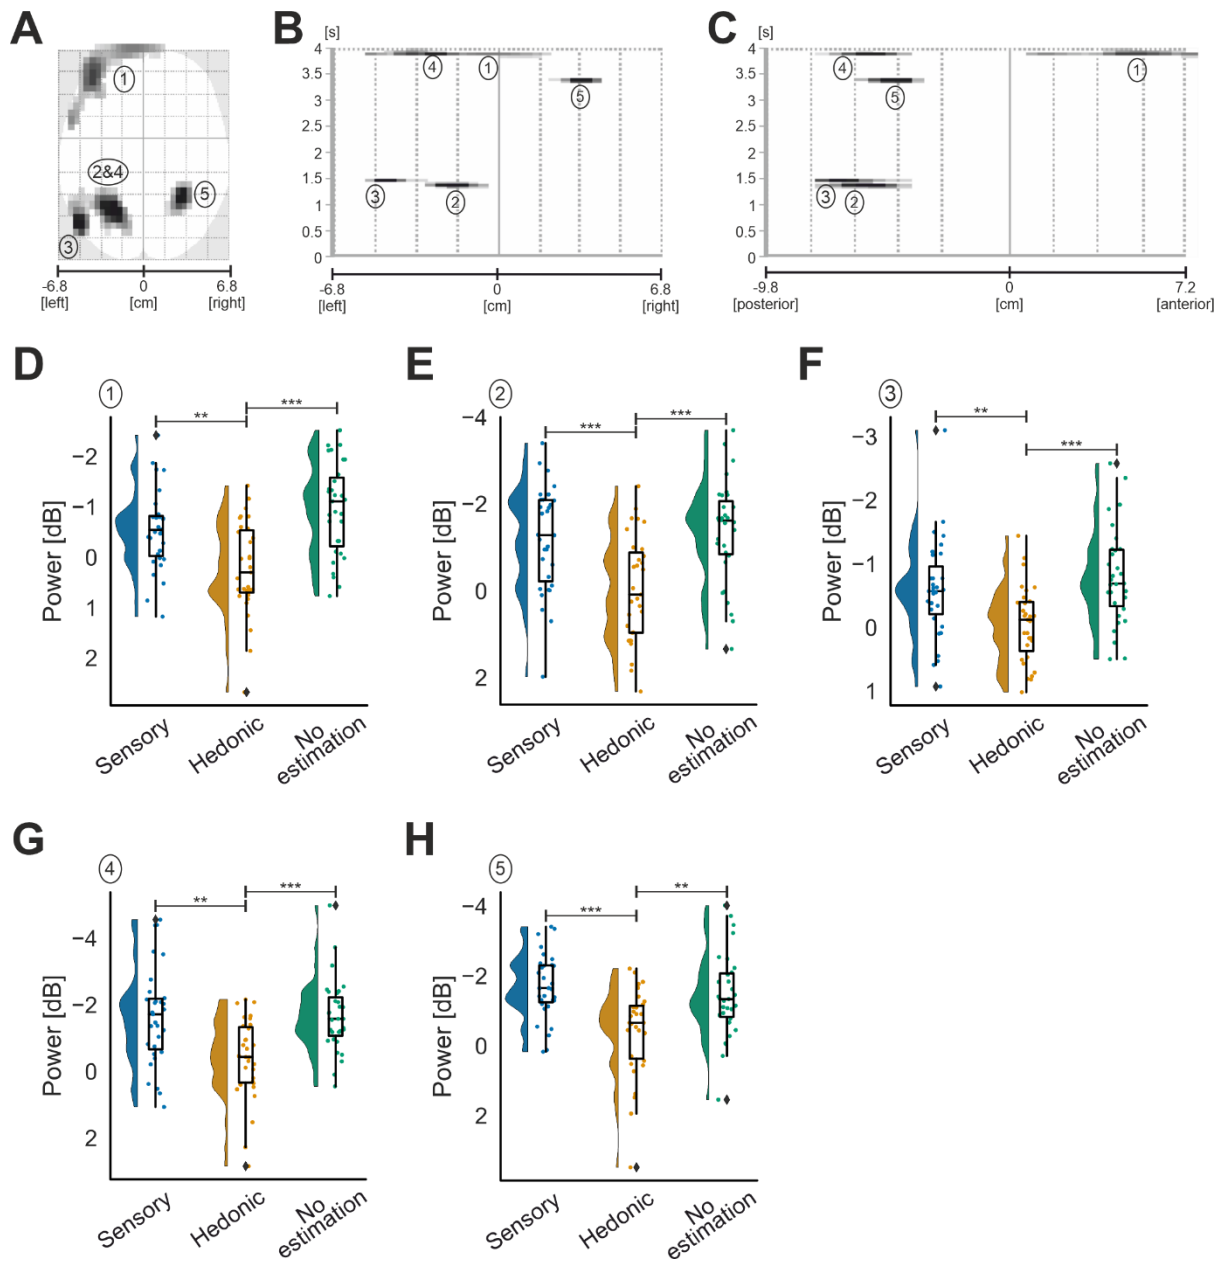 A
B
C
1
2&4
3
5
-6.8
0
6.8
[left]
[cm]
[right]
[s]
4
3.5
3
2.5
2
1.5
1
0.5
0
4
1
5
3
2
-6.8
0
6.8
[left]
[cm]
[right]
[s]
4
3.5
3
2.5
2
1.5
1
0.5
0
4
1
5
3
2
-9.8
0
7.2
[posterior]
[cm]
[anterior]
D
1
Power [dB]
−2
−1
0
1
2
**
***
Sensory
Hedonic
No
estimation
E
2
Power [dB]
−4
−2
0
2
***
***
Sensory
Hedonic
No
estimation
F
3
Power [dB]
−3
−2
−1
0
1
**
***
Sensory
Hedonic
No
estimation
G
4
Power [dB]
−4
−2
0
2
**
***
Sensory
Hedonic
No
estimation
H
5
Power [dB]
−4
−2
0
2
***
**
Sensory
Hedonic
No
estimation